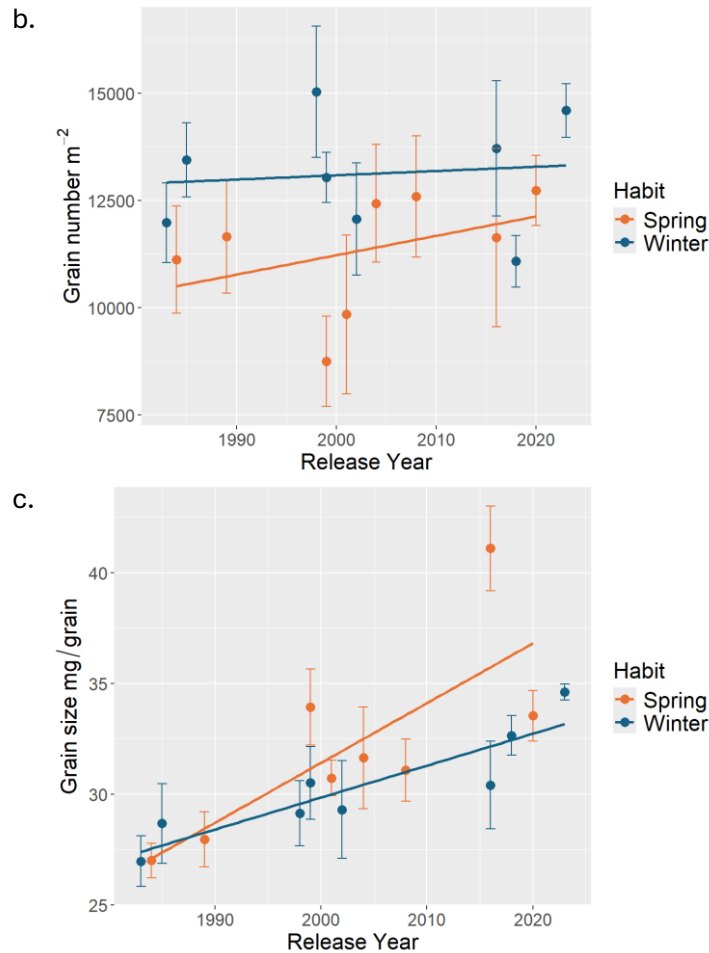 b.
15000
12500
10000
7500
Grain number m⁻²
1990 2000 2010 2020
Release Year
Habit
Spring
Winter
c.
40
35
30
25
Grain size mg/grain
1990 2000 2010 2020
Release Year
Habit
Spring
Winter